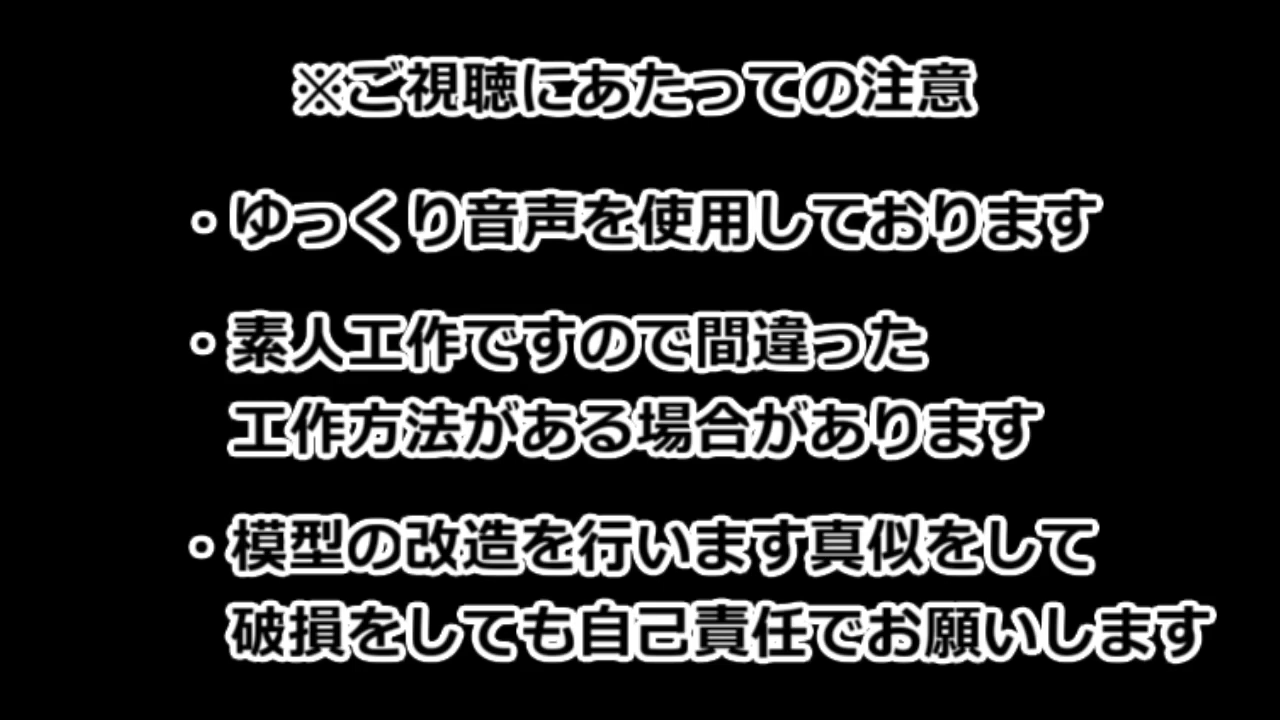 ※ご視聴にあたっての注意
・ゆっくり音声を使用しております
・素人工作ですので間違った
工作方法がある場合があります
・模型の改造を行います真似をして
破損をしても自己責任でお願いします